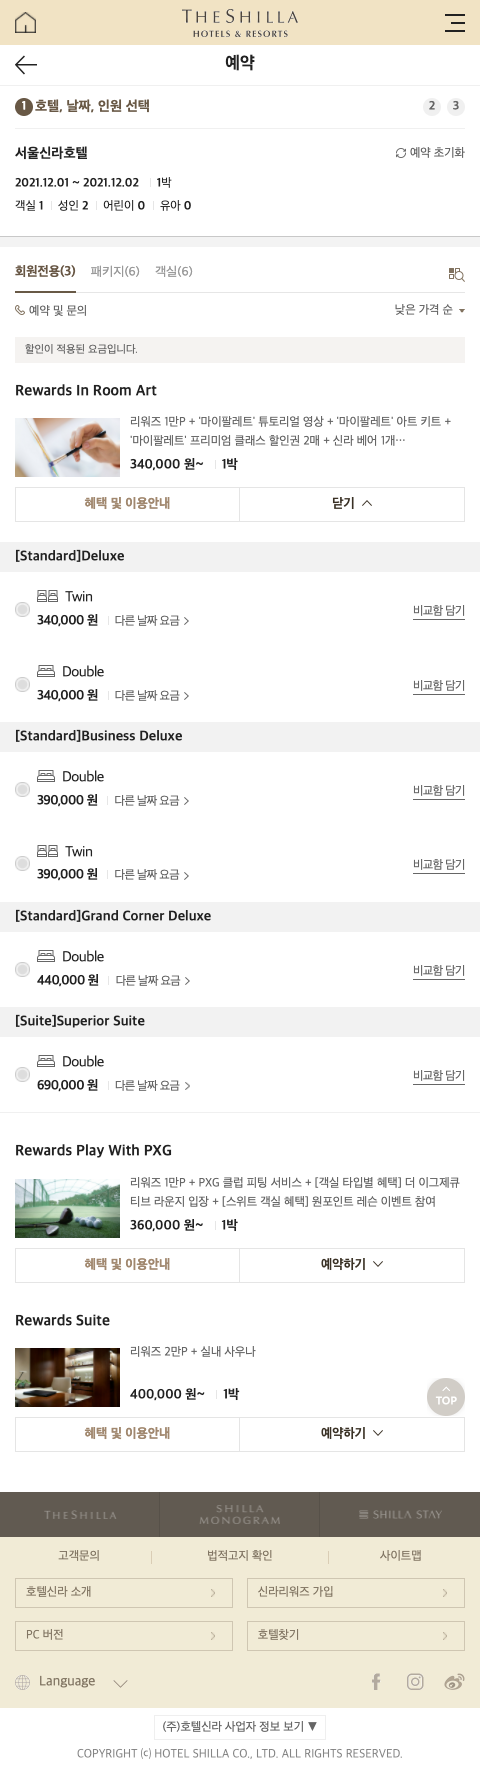 THE SHILLA
HOTELS & RESORTS
예약
1 호텔, 날짜, 인원 선택
2 3
서울신라호텔
예약 초기화
2021.12.01 ~ 2021.12.02 1박
객실 1 성인 2 어린이 0 유아 0
회원전용(3) 패키지(6) 객실(6)
예약 및 문의
낮은 가격 순
할인이 적용된 요금입니다.
Rewards In Room Art
리워즈 1만P + '마이팔레트' 튜토리얼 영상 + '마이팔레트' 아트 키트 +
'마이팔레트' 프리미엄 클래스 할인권 2매 + 신라 베어 1개···
340,000 원~ 1박
혜택 및 이용안내
닫기
[Standard]Deluxe
Twin
340,000 원 다른 날짜 요금
비교함 담기
Double
340,000 원 다른 날짜 요금
비교함 담기
[Standard]Business Deluxe
Double
390,000 원 다른 날짜 요금
비교함 담기
Twin
390,000 원 다른 날짜 요금
비교함 담기
[Standard]Grand Corner Deluxe
Double
440,000 원 다른 날짜 요금
비교함 담기
[Suite]Superior Suite
Double
690,000 원 다른 날짜 요금
비교함 담기
Rewards Play With PXG
리워즈 1만P + PXG 클럽 피팅 서비스 + [객실 타입별 혜택] 더 이그제큐
티브 라운지 입장 + [스위트 객실 혜택] 원포인트 레슨 이벤트 참여
360,000 원~ 1박
혜택 및 이용안내
예약하기
Rewards Suite
리워즈 2만P + 실내 사우나
400,000 원~ 1박
TOP
혜택 및 이용안내
예약하기
THE SHILLA
SHILLA
MONOGRAM
SHILLA STAY
고객문의
법적고지 확인
사이트맵
호텔신라 소개
신라리워즈 가입
PC 버전
호텔찾기
Language
(주)호텔신라 사업자 정보 보기 ▼
COPYRIGHT (c) HOTEL SHILLA CO., LTD. ALL RIGHTS RESERVED.